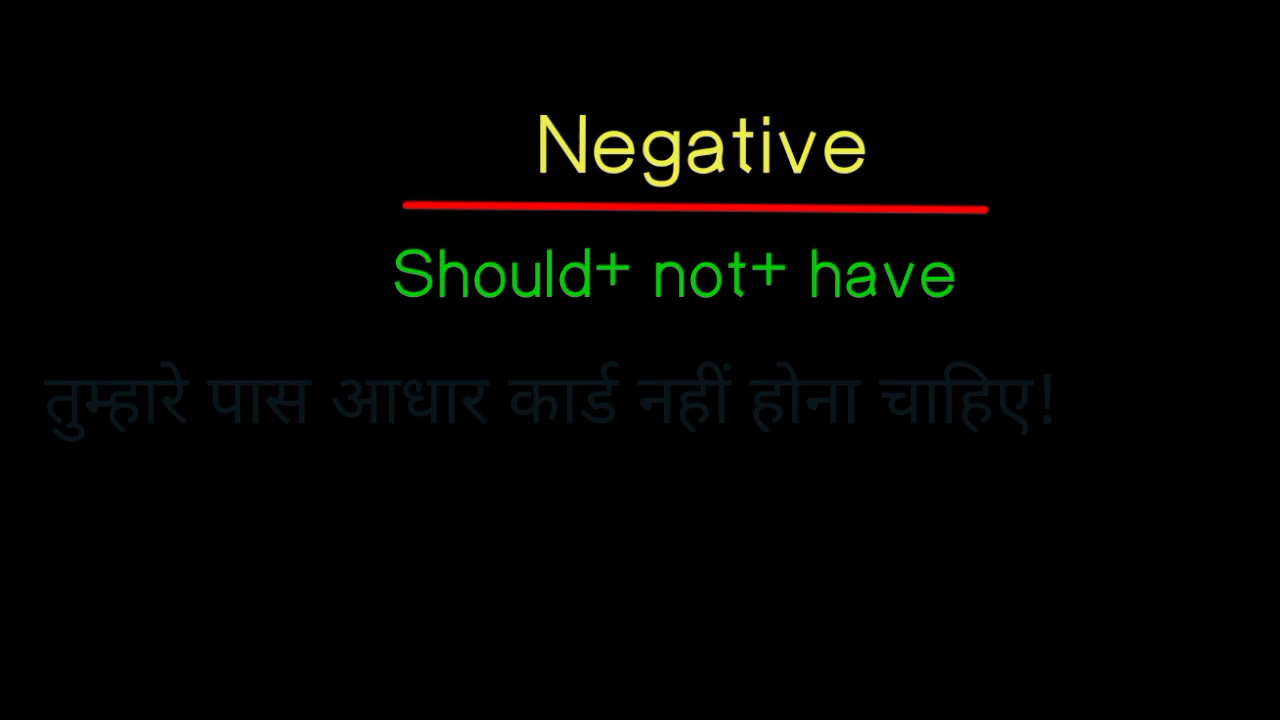 Negative
Should+ not+ have
तुम्हारे पास आधार कार्ड नहीं होना चाहिए!